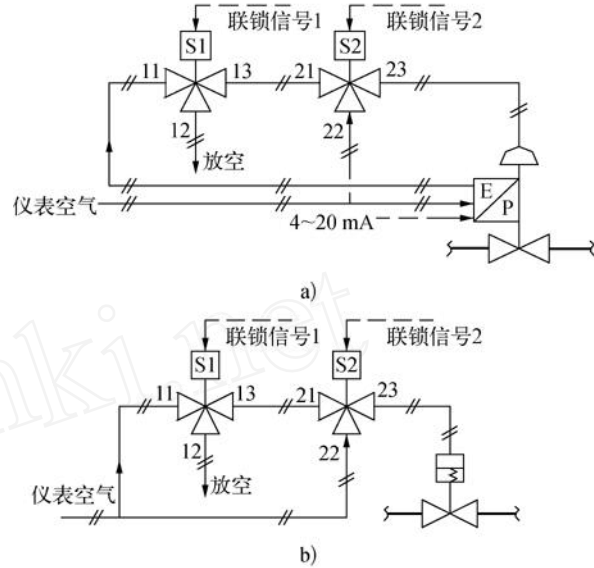 联锁信号1 联锁信号2
S1 S2
11 13 21 23
12 22
放空
E
P
仪表空气
4~20 mA
a)
联锁信号1 联锁信号2
S1 S2
11 13 21 23
12 22
放空
仪表空气
b)
nki.net